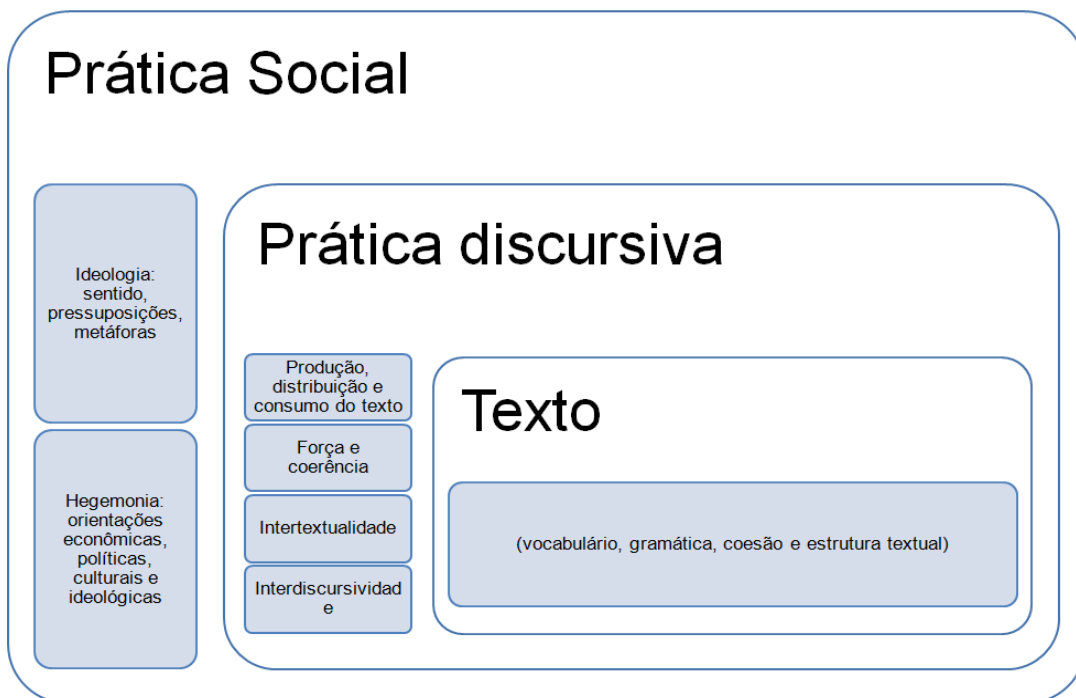 Prática Social
Ideologia:
sentido,
pressuposições,
metáforas
Hegemonia:
orientações
econômicas,
políticas,
culturais e
ideológicas
Prática discursiva
Produção,
distribuição e
consumo do texto
Força e
coerência
Intertextualidade
Interdiscursividad
e
Texto
(vocabulário, gramática, coesão e estrutura textual)